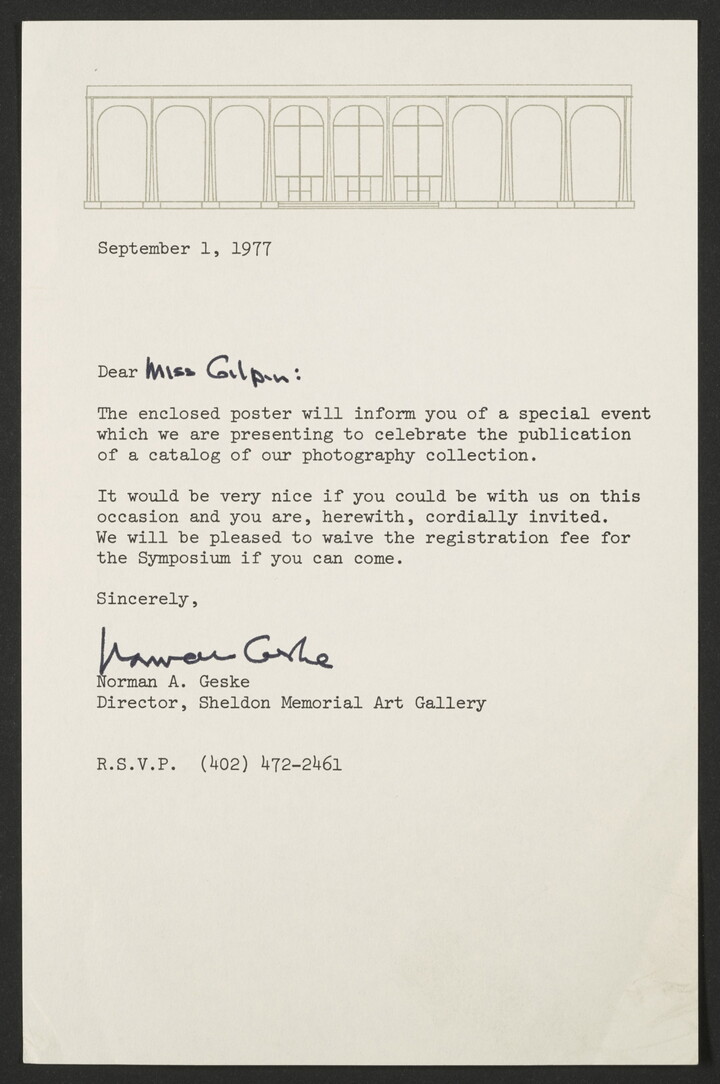 September 1, 1977
Dear Miss Gilpin:
The enclosed poster will inform you of a special event
which we are presenting to celebrate the publication
of a catalog of our photography collection.
It would be very nice if you could be with us on this
occasion and you are, herewith, cordially invited.
We will be pleased to waive the registration fee for
the Symposium if you can come.
Sincerely,
Norman Geske
Norman A. Geske
Director, Sheldon Memorial Art Gallery
R.S.V.P. (402) 472-2461